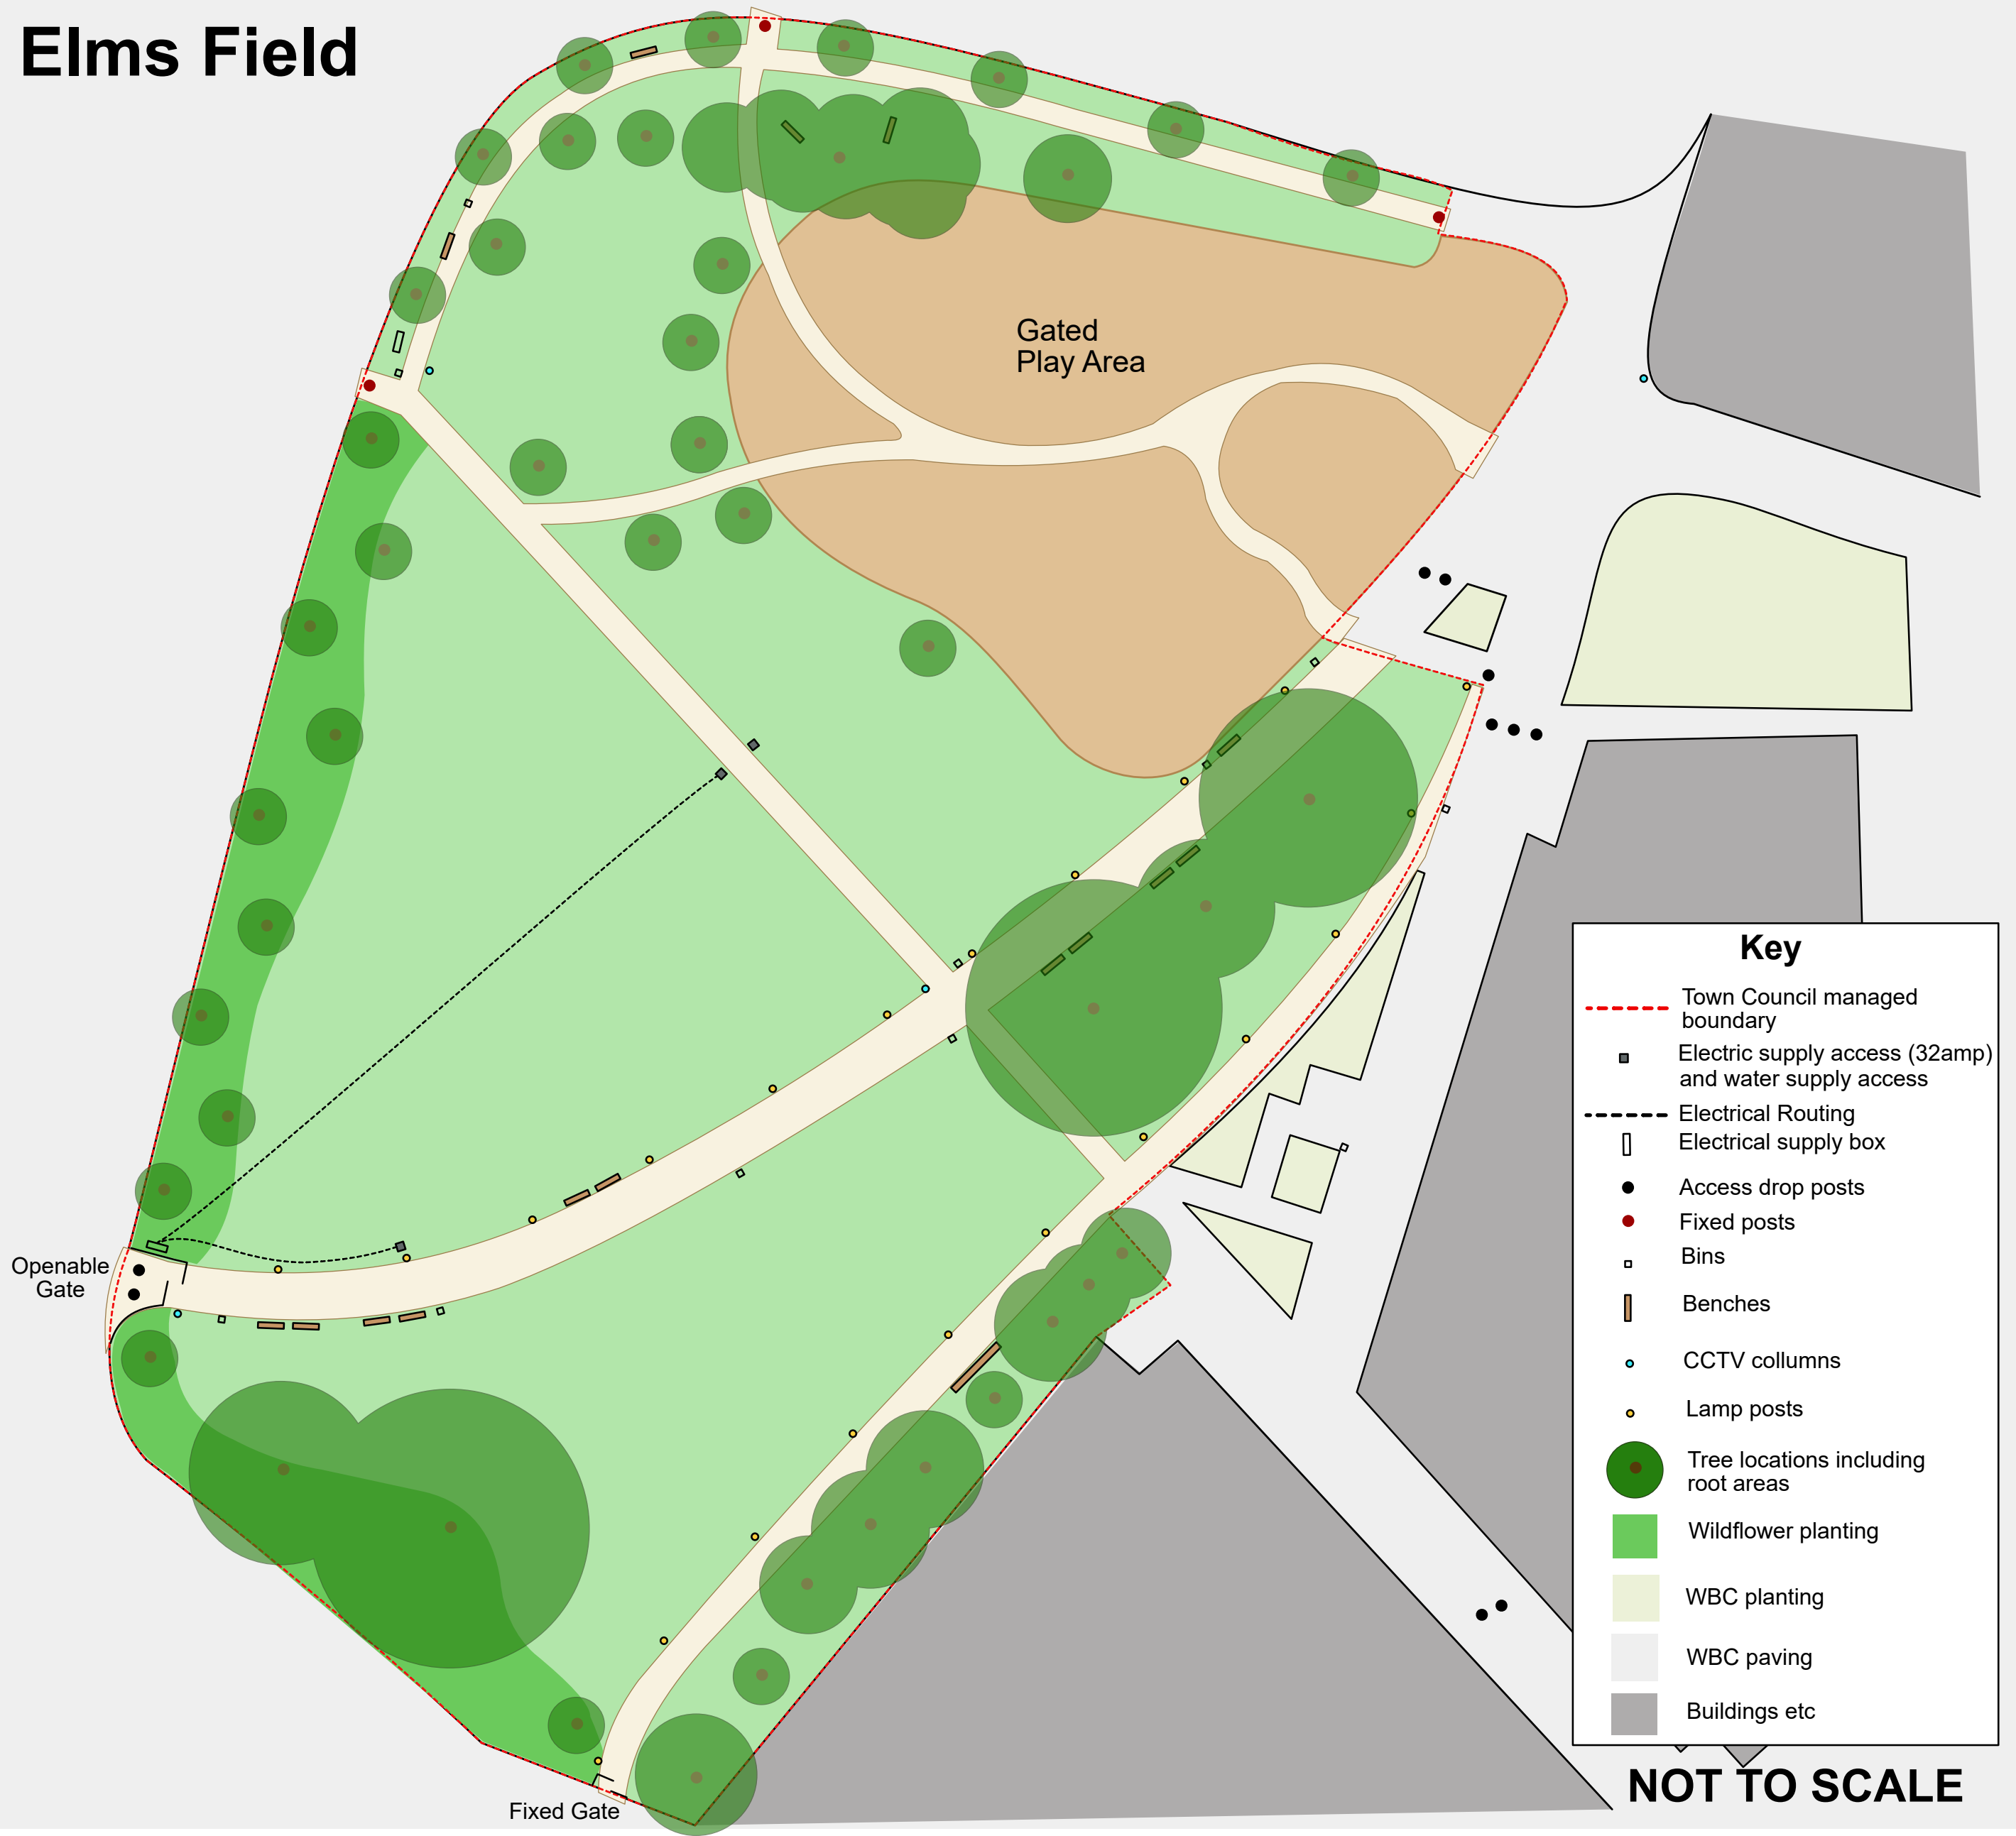 Elms Field
Gated
Play Area
Openable
Gate
Fixed Gate
Key
Town Council managed
boundary
Electric supply access (32amp)
and water supply access
Electrical Routing
Electrical supply box
Access drop posts
Fixed posts
Bins
Benches
CCTV collumns
Lamp posts
Tree locations including
root areas
Wildflower planting
WBC planting
WBC paving
Buildings etc
NOT TO SCALE